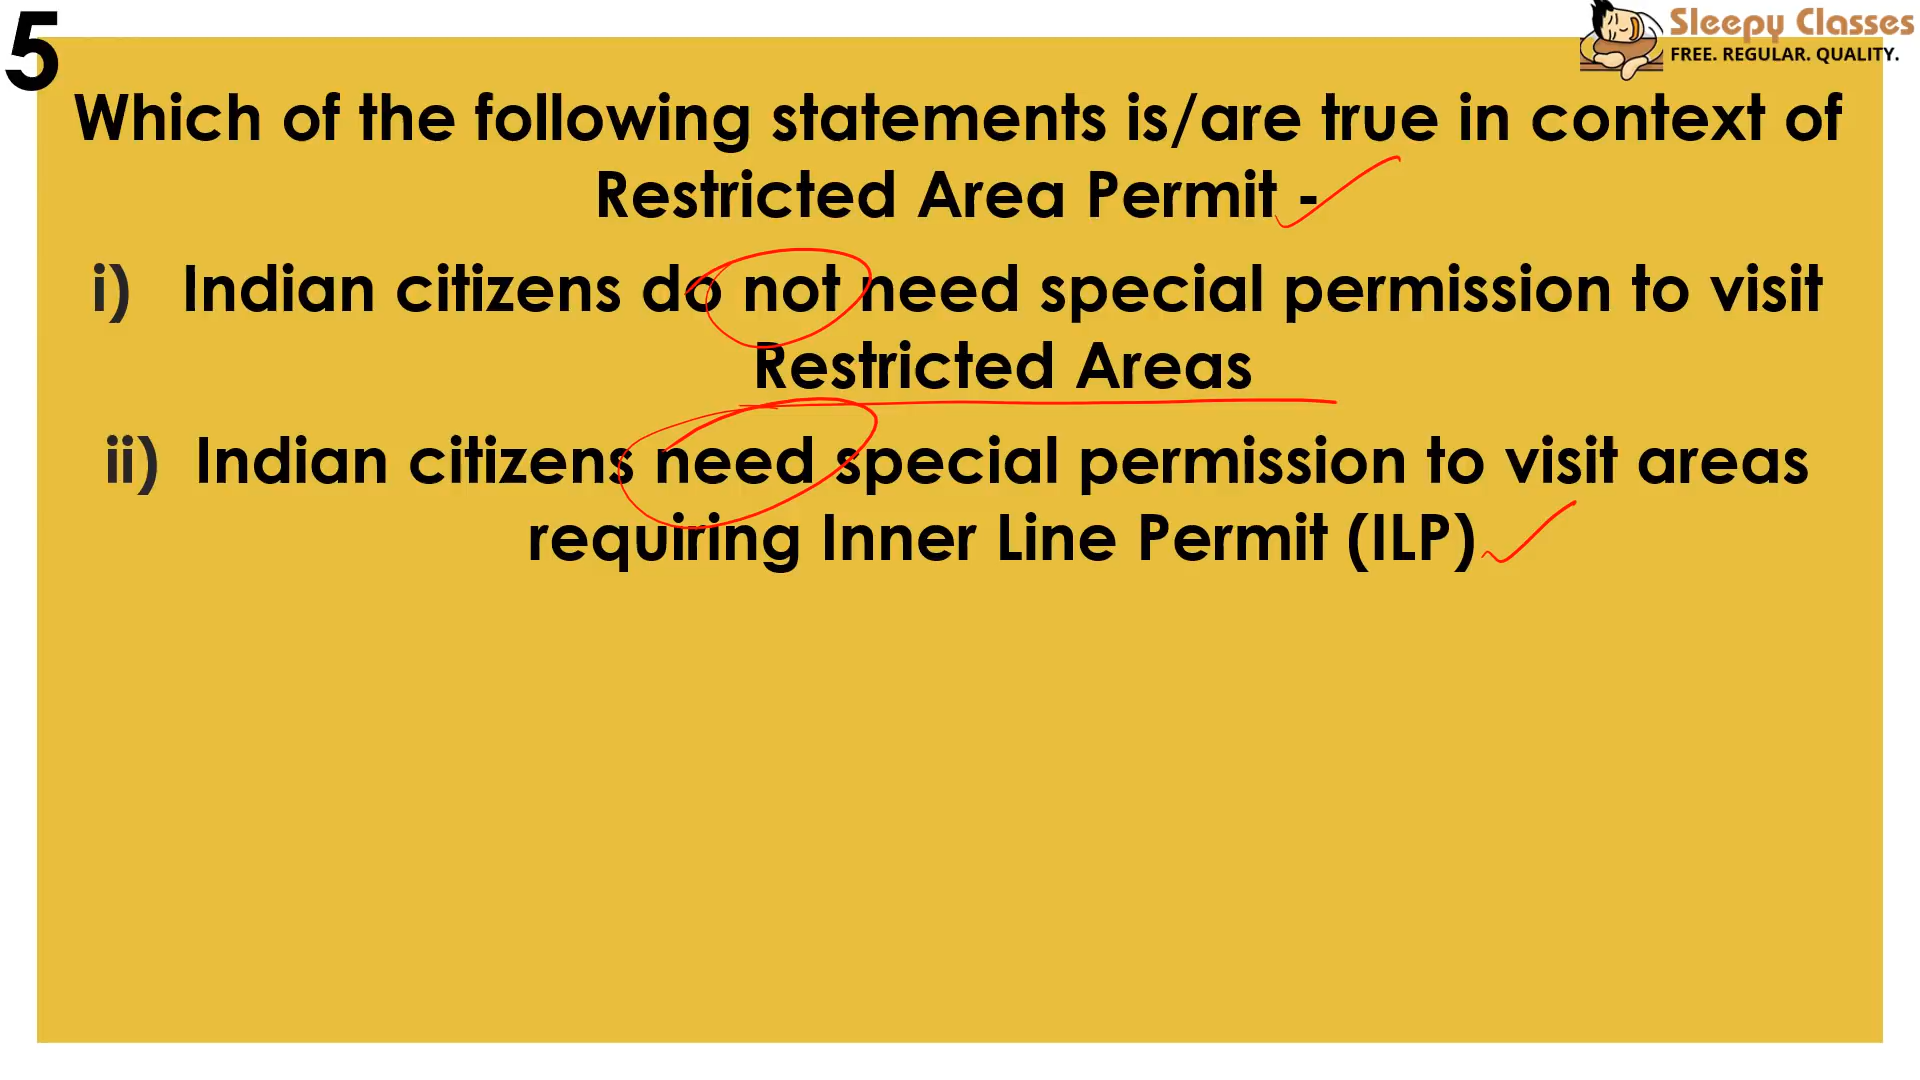 5
Sleepy Classes
FREE. REGULAR. QUALITY.
Which of the following statements is/are true in context of
Restricted Area Permit -
i) Indian citizens do not need special permission to visit
Restricted Areas
ii) Indian citizens need special permission to visit areas
requiring Inner Line Permit (ILP)